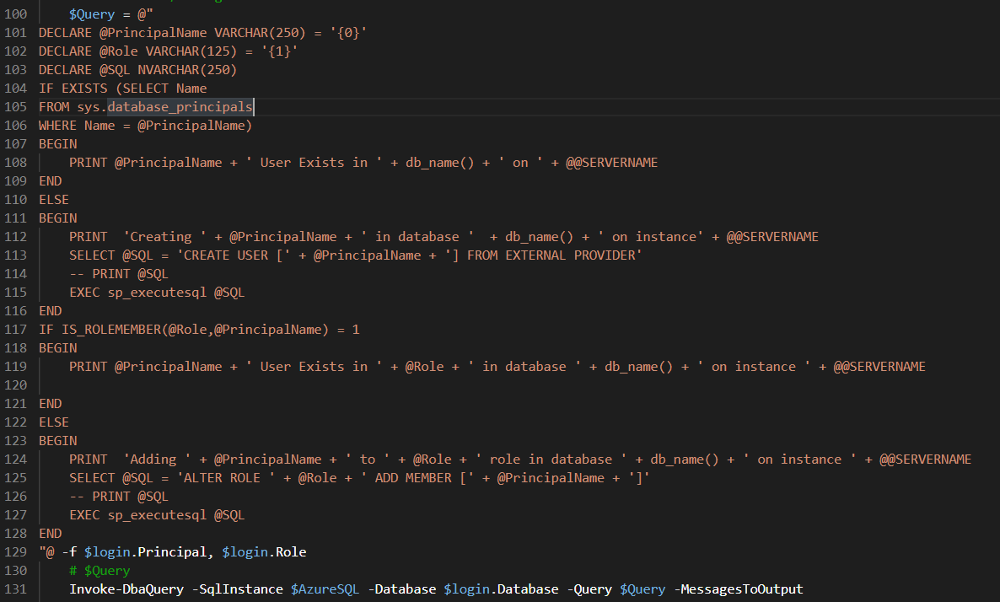 100     $Query = @"
101 DECLARE @PrincipalName VARCHAR(250) = '{0}'
102 DECLARE @Role VARCHAR(125) = '{1}'
103 DECLARE @SQL NVARCHAR(250)
104 IF EXISTS (SELECT Name
105 FROM sys.database_principals
106 WHERE Name = @PrincipalName)
107 BEGIN
108     PRINT @PrincipalName + ' User Exists in ' + db_name() + ' on ' + @@SERVERNAME
109 END
110 ELSE
111 BEGIN
112     PRINT  'Creating ' + @PrincipalName + ' in database '  + db_name() + ' on instance' + @@SERVERNAME
113     SELECT @SQL = 'CREATE USER [' + @PrincipalName + '] FROM EXTERNAL PROVIDER'
114     -- PRINT @SQL
115     EXEC sp_executesql @SQL
116 END
117 IF IS_ROLEMEMBER(@Role,@PrincipalName) = 1
118 BEGIN
119     PRINT @PrincipalName + ' User Exists in ' + @Role + ' in database ' + db_name() + ' on instance ' + @@SERVERNAME
120
121 END
122 ELSE
123 BEGIN
124     PRINT  'Adding ' + @PrincipalName + ' to ' + @Role + ' role in database ' + db_name() + ' on instance ' + @@SERVERNAME
125     SELECT @SQL = 'ALTER ROLE ' + @Role + ' ADD MEMBER [' + @PrincipalName + ']'
126     -- PRINT @SQL
127     EXEC sp_executesql @SQL
128 END
129 "@ -f $login.Principal, $login.Role
130     # $Query
131     Invoke-DbaQuery -SqlInstance $AzureSQL -Database $login.Database -Query $Query -MessagesToOutput